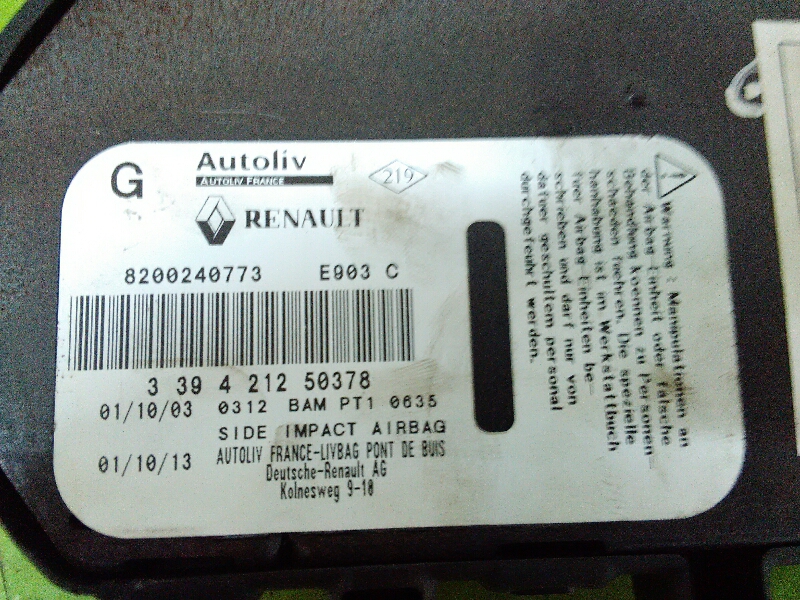 G
Autoliv
AUTOLIV FRANCE
219
RENAULT
8200240773 E903 C
3 39 4 212 50378
01/10/03 0312 BAM PT1 0635
SIDE IMPACT AIRBAG
01/10/13 AUTOLIV FRANCE-LIVBAG PONT DE BUIS
Deutsche-Renault AG
Kolnesweg 9-10
Warnung : Manipulationen an
der Airbag-Einheit oder falsche
Behandlung koennen zu Personen-
schaeden fuehren. Die spezielle
hanhabung ist im Werkstattbuch
fuer Airbag-Einheiten be-
schrieben und darf nur von
dafuer geschultem personal
durchgefuehrt werden.